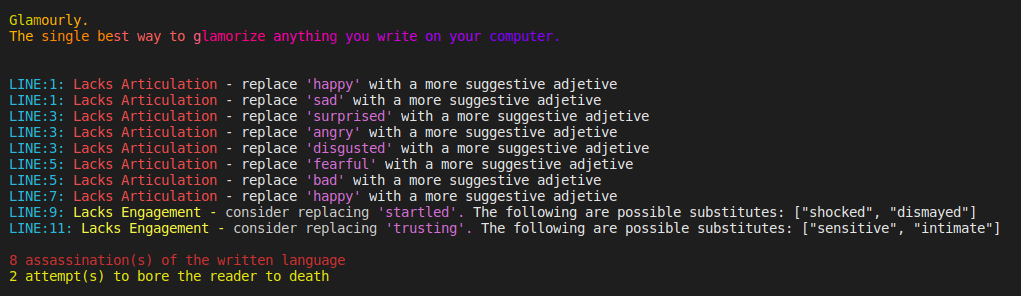 Glamourly.
The single best way to glamorize anything you write on your computer.
LINE:1: Lacks Articulation - replace 'happy' with a more suggestive adjetive
LINE:1: Lacks Articulation - replace 'sad' with a more suggestive adjetive
LINE:3: Lacks Articulation - replace 'surprised' with a more suggestive adjetive
LINE:3: Lacks Articulation - replace 'angry' with a more suggestive adjetive
LINE:3: Lacks Articulation - replace 'disgusted' with a more suggestive adjetive
LINE:5: Lacks Articulation - replace 'fearful' with a more suggestive adjetive
LINE:5: Lacks Articulation - replace 'bad' with a more suggestive adjetive
LINE:7: Lacks Articulation - replace 'happy' with a more suggestive adjetive
LINE:9: Lacks Engagement - consider replacing 'startled'. The following are possible substitutes: ["shocked", "dismayed"]
LINE:11: Lacks Engagement - consider replacing 'trusting'. The following are possible substitutes: ["sensitive", "intimate"]
8 assassination(s) of the written language
2 attempt(s) to bore the reader to death